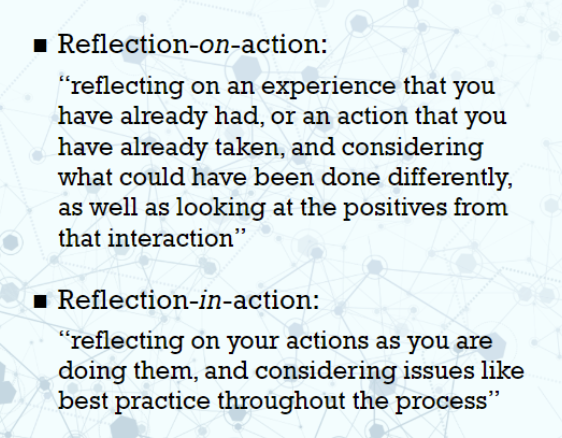 ▪ Reflection-on-action:
“reflecting on an experience that you
have already had, or an action that you
have already taken, and considering
what could have been done differently,
as well as looking at the positives from
that interaction”
▪ Reflection-in-action:
“reflecting on your actions as you are
doing them, and considering issues like
best practice throughout the process”